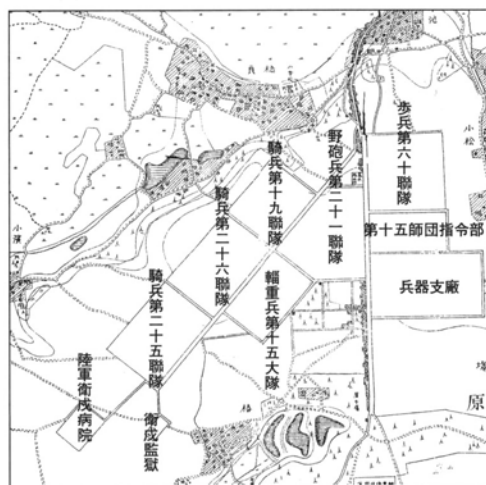 歩兵第六十聯隊
野砲兵第二十一聯隊
騎兵第十九聯隊
騎兵第二十六聯隊
第十五師団指令部
兵器支廠
輜重兵第十五大隊
騎兵第二十五聯隊
陸軍衛戍病院
衛戍監獄
小松
原